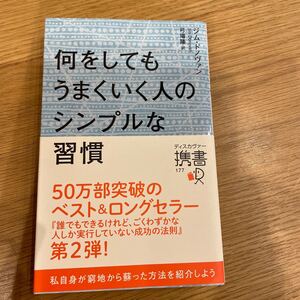 ジム・ドノヴァン
何をしても
うまくいく人の
シンプルな
習慣
ディスカヴァー
携書
177
50万部突破の
ベスト&ロングセラー
『誰でもできるけれど、ごくわずかな
人しか実行していない成功の法則』
第2弾!
私自身が窮地から蘇った方法を紹介しよう